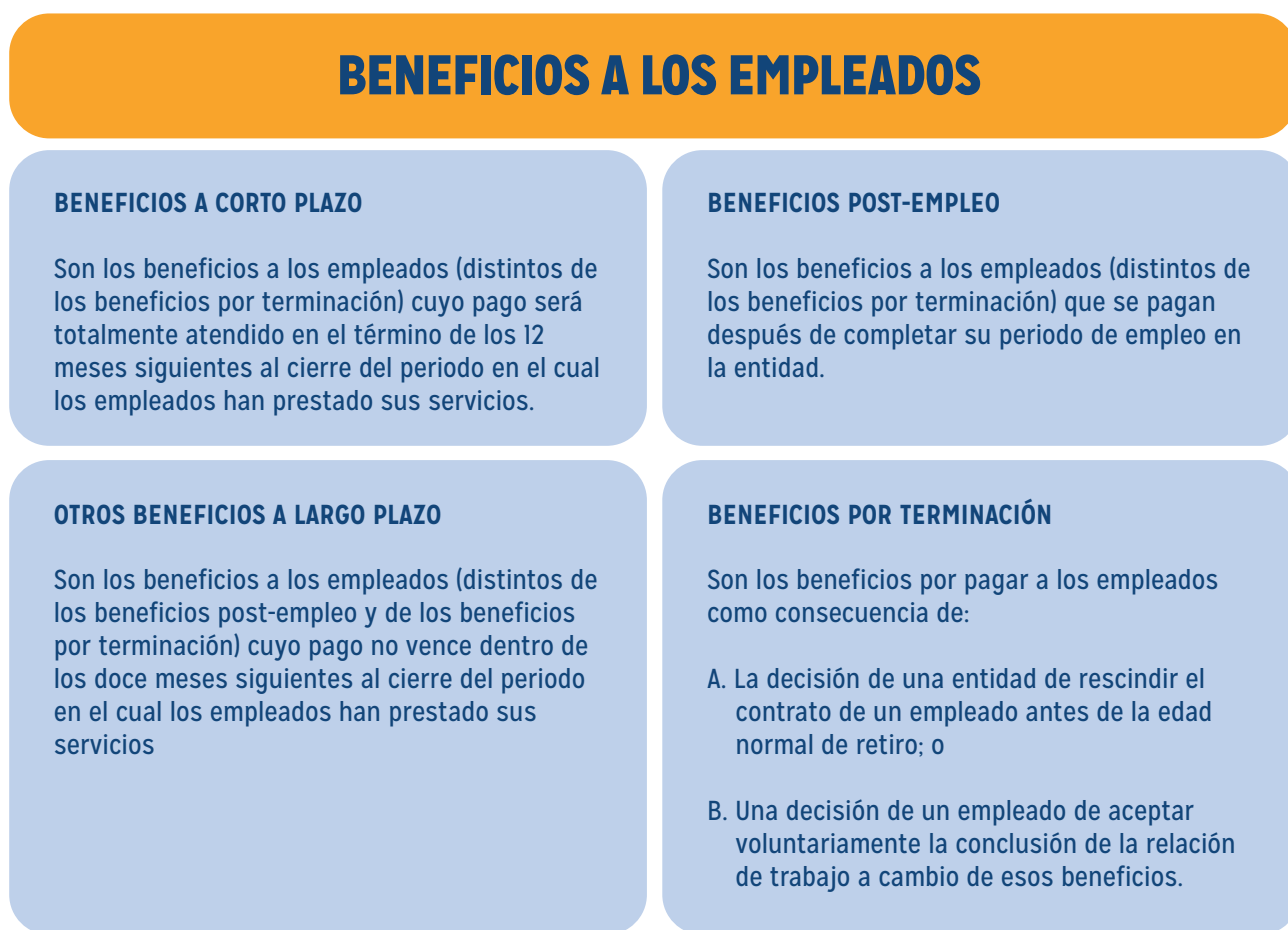 BENEFICIOS A LOS EMPLEADOS
BENEFICIOS A CORTO PLAZO
Son los beneficios a los empleados (distintos de
los beneficios por terminación) cuyo pago será
totalmente atendido en el término de los 12
meses siguientes al cierre del periodo en el cual
los empleados han prestado sus servicios.
BENEFICIOS POST-EMPLEO
Son los beneficios a los empleados (distintos de
los beneficios por terminación) que se pagan
después de completar su periodo de empleo en
la entidad.
OTROS BENEFICIOS A LARGO PLAZO
Son los beneficios a los empleados (distintos de
los beneficios post-empleo y de los beneficios
por terminación) cuyo pago no vence dentro de
los doce meses siguientes al cierre del periodo
en el cual los empleados han prestado sus
servicios
BENEFICIOS POR TERMINACIÓN
Son los beneficios por pagar a los empleados
como consecuencia de:
A. La decisión de una entidad de rescindir el
contrato de un empleado antes de la edad
normal de retiro; o
B. Una decisión de un empleado de aceptar
voluntariamente la conclusión de la relación
de trabajo a cambio de esos beneficios.